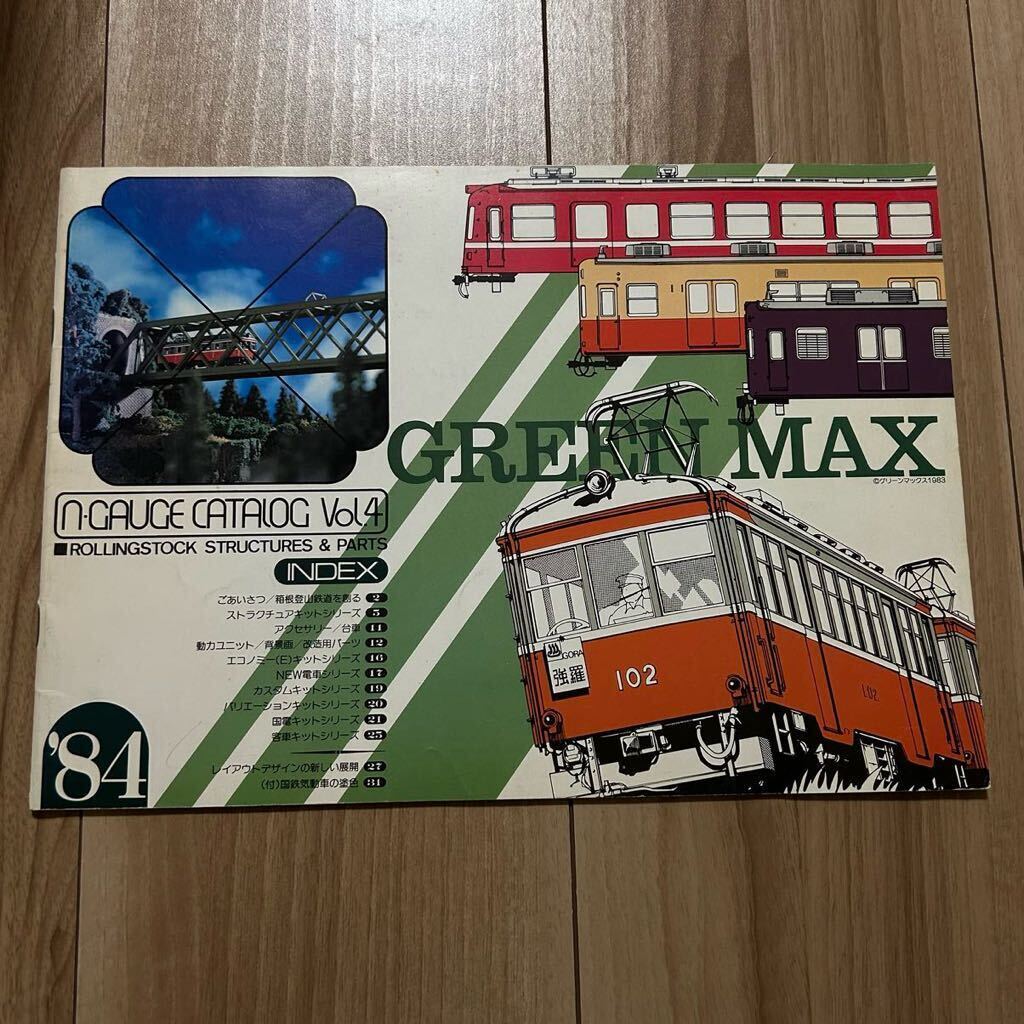 GREEN MAX
©グリーンマックス1983
N・GAUGE CATALOG Vol.4
■ROLLINGSTOCK STRUCTURES & PARTS
INDEX
ごあいさつ/箱根登山鉄道を創る 2
ストラクチュアキットシリーズ 5
アクセサリー/台車 11
動力ユニット/背景画/改造用パーツ 12
エコノミー(E)キットシリーズ 16
NEW電車シリーズ 17
カスタムキットシリーズ 19
バリエーションキットシリーズ 20
国電キットシリーズ 21
客車キットシリーズ 25
レイアウトデザインの新しい展開 27
(付)国鉄気動車の塗色 31
'84
GORA
強羅
102
102